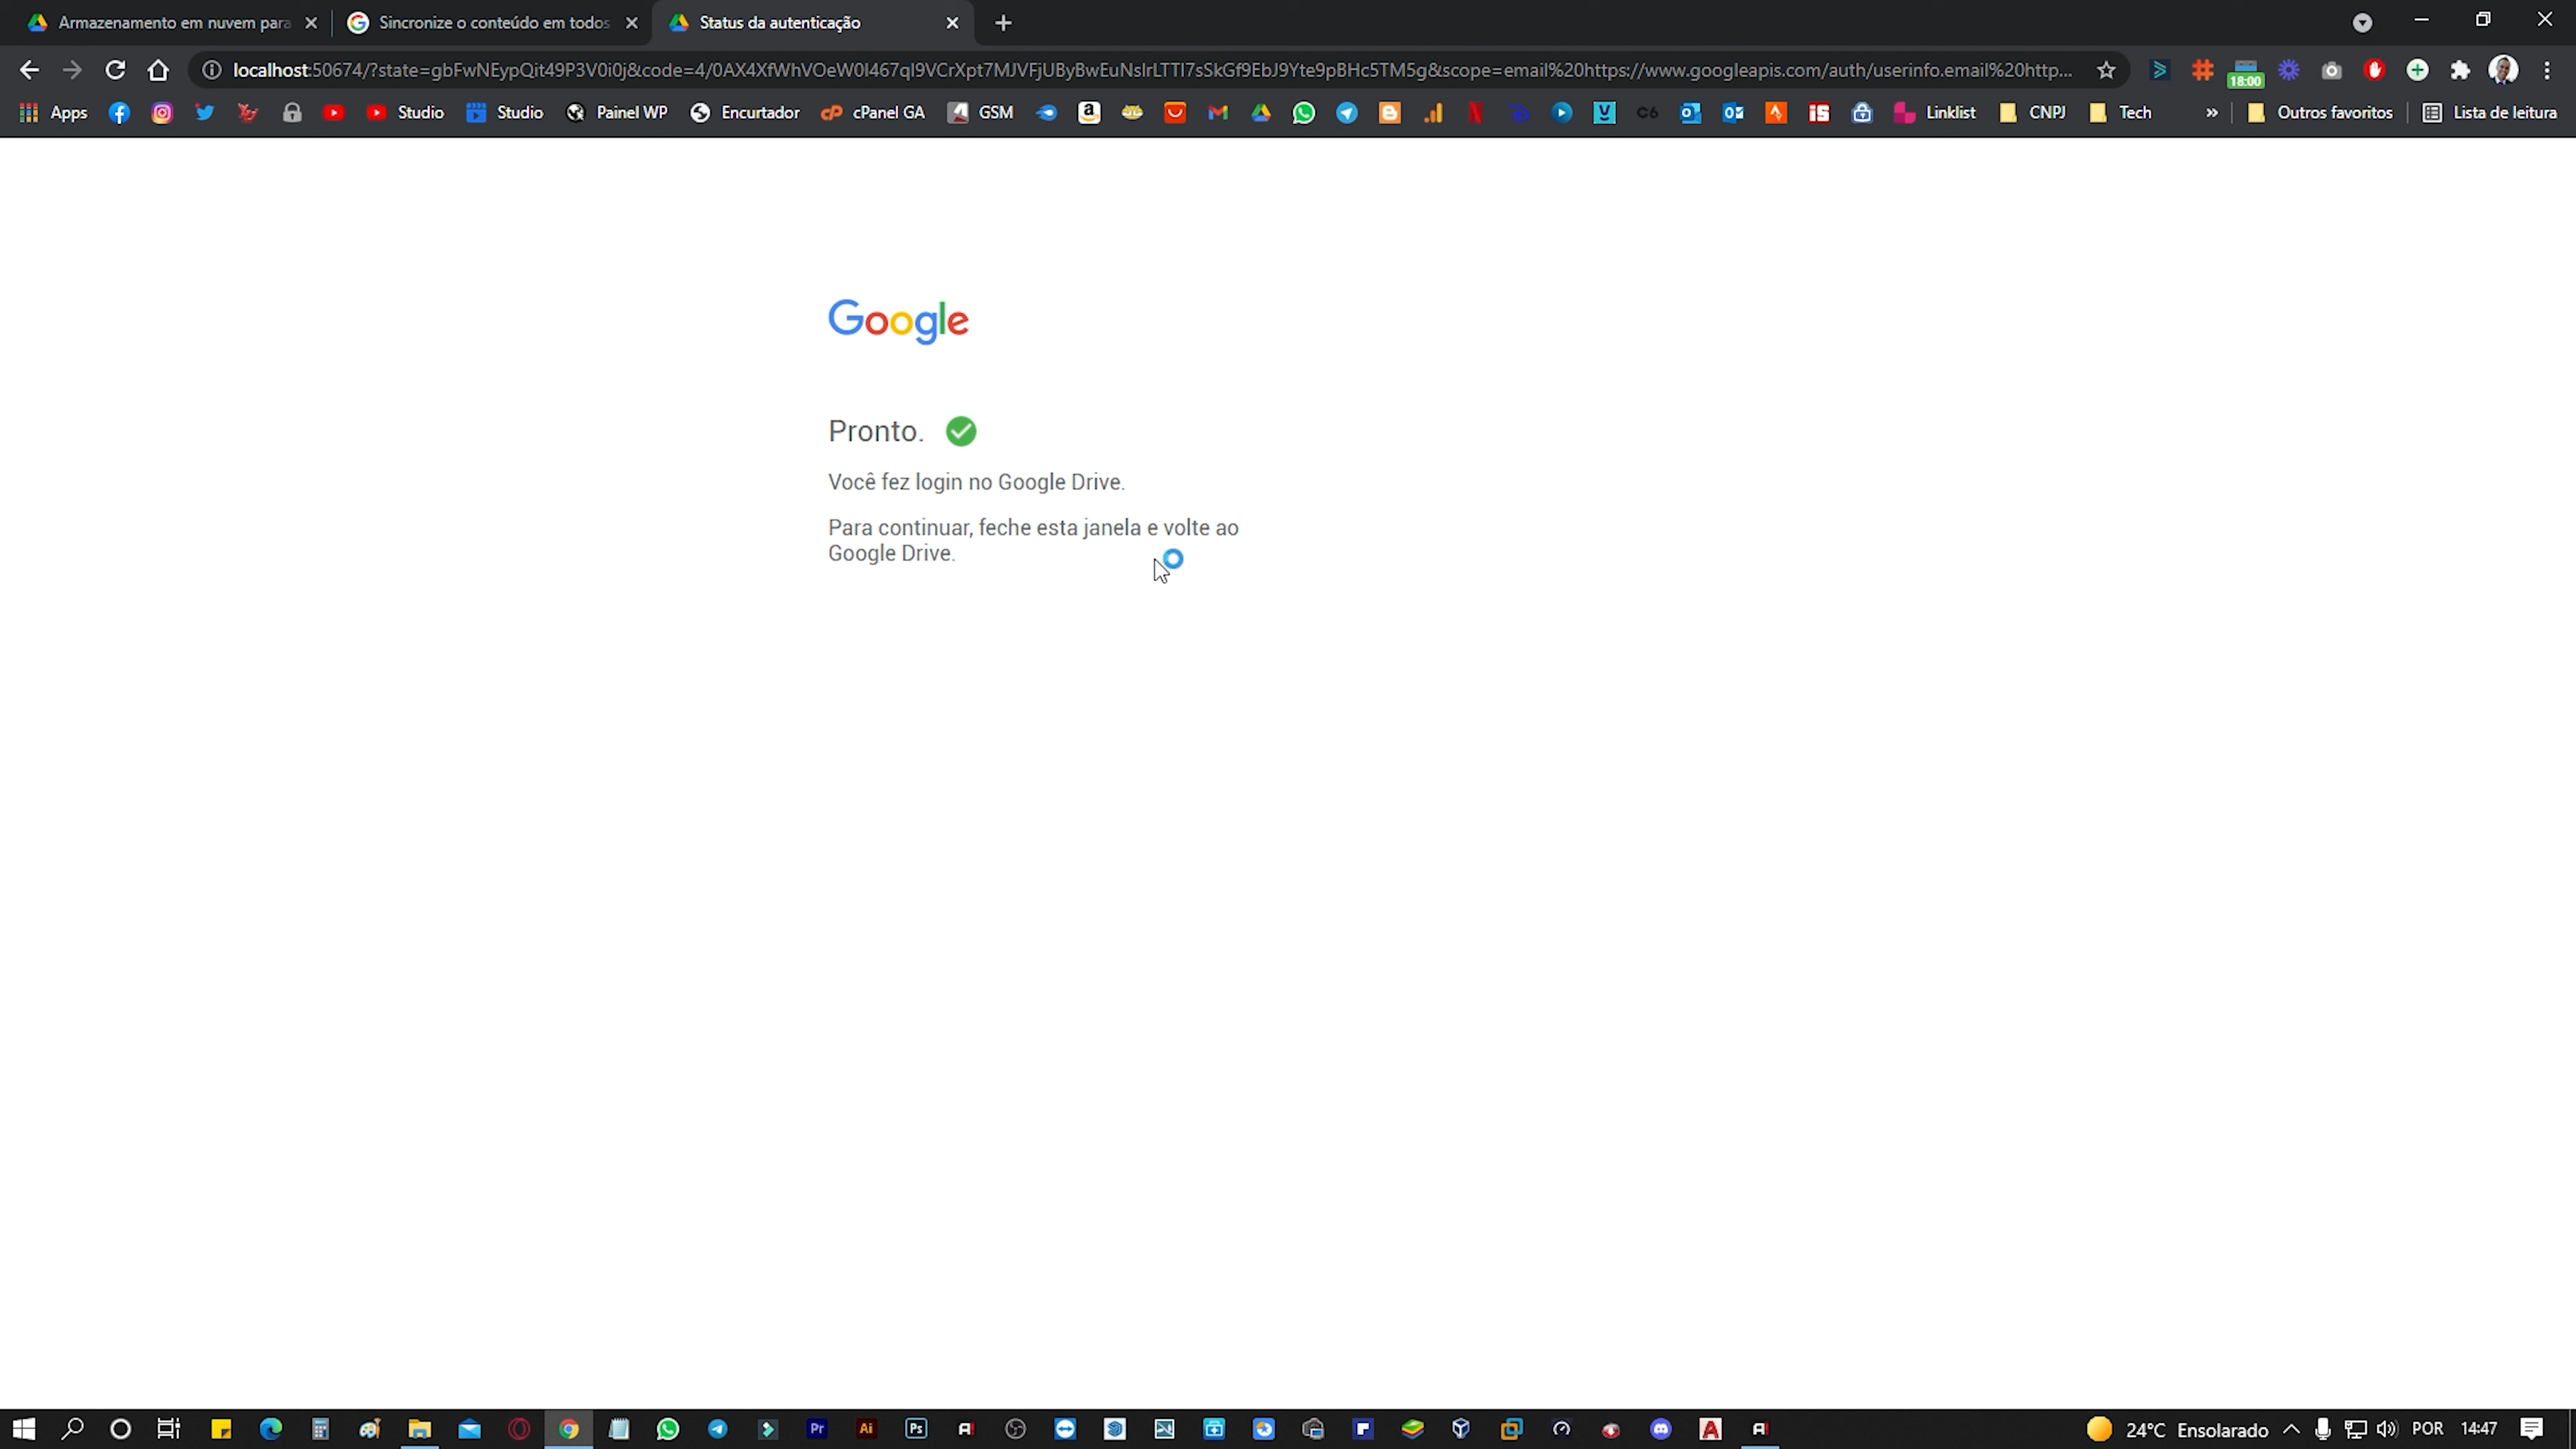 Armazenamento em nuvem para
Sincronize o conteúdo em todos
Status da autenticação
localhost:50674/?state=gbFwNEypQit49P3V0i0j&code=4/0AX4XfWhVOeW0I467qI9VCrXpt7MJVFjUByBwEuNsIrLTTI7sSkGf9EbJ9Yte9pBHc5TM5g&scope=email%20https://www.googleapis.com/auth/userinfo.email%20http...
18:00
Apps
Studio
Studio
Painel WP
Encurtador
cPanel GA
GSM
Linklist
CNPJ
Tech
»
Outros favoritos
Lista de leitura
Google
Pronto.
Você fez login no Google Drive.
Para continuar, feche esta janela e volte ao
Google Drive.
24°C Ensolarado
POR
14:47